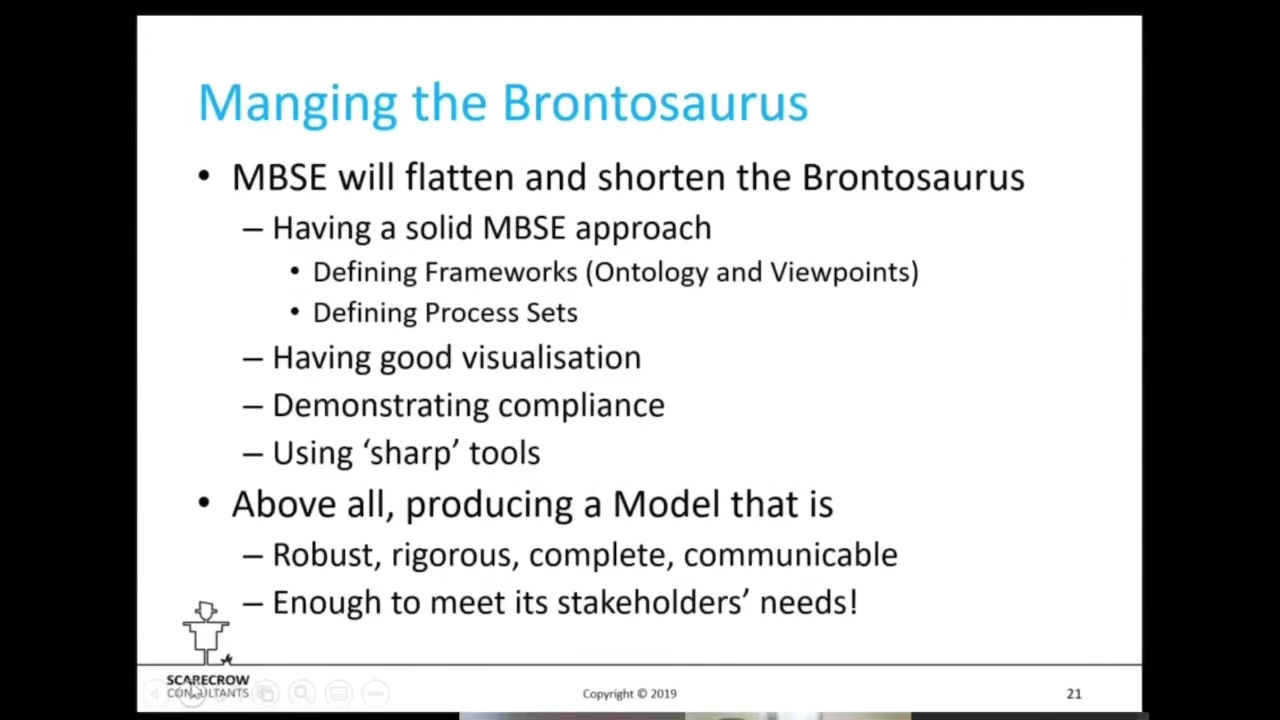 Manging the Brontosaurus
• MBSE will flatten and shorten the Brontosaurus
– Having a solid MBSE approach
• Defining Frameworks (Ontology and Viewpoints)
• Defining Process Sets
– Having good visualisation
– Demonstrating compliance
– Using ‘sharp’ tools
• Above all, producing a Model that is
– Robust, rigorous, complete, communicable
– Enough to meet its stakeholders’ needs!
SCARECROW
CONSULTANTS
Copyright © 2019
21